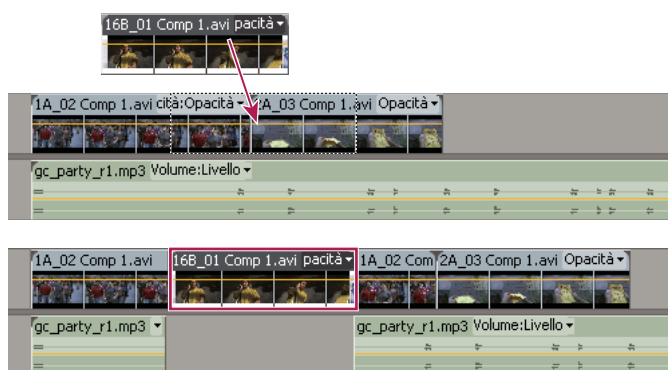 16B_01 Comp 1.avi pacità
1A_02 Comp 1.avi cità:Opacità 2A_03 Comp 1.avi Opacità
gc_party_r1.mp3 Volume:Livello
1A_02 Comp 1.avi 16B_01 Comp 1.avi pacità 1A_02 Com 2A_03 Comp 1.avi Opacità
gc_party_r1.mp3 gc_party_r1.mp3 Volume:Livello